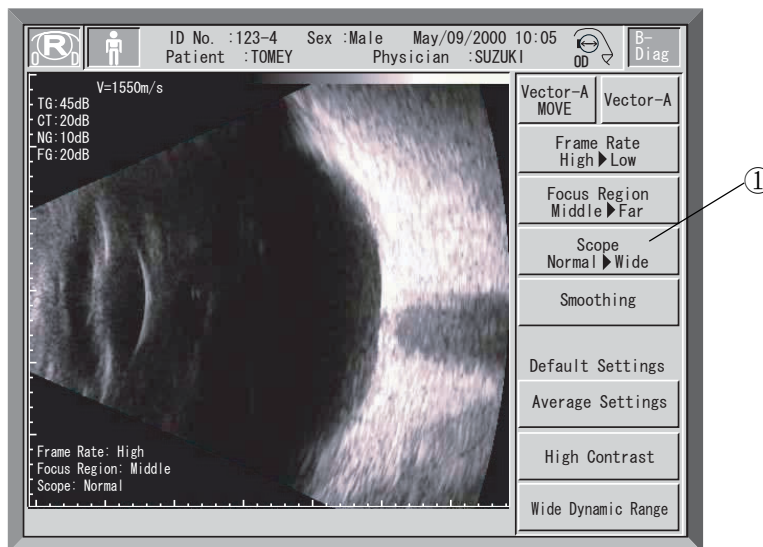 R
O D
ID No. :123-4 Sex :Male May/09/2000 10:05
Patient :TOMEY Physician :SUZUKI
OD
B-
Diag
V=1550m/s
TG:45dB
CT:20dB
NG:10dB
FG:20dB
Frame Rate: High
Focus Region: Middle
Scope: Normal
Vector-A
MOVE
Vector-A
Frame Rate
High▶Low
Focus Region
Middle▶Far
Scope
Normal▶Wide
Smoothing
Default Settings
Average Settings
High Contrast
Wide Dynamic Range
①